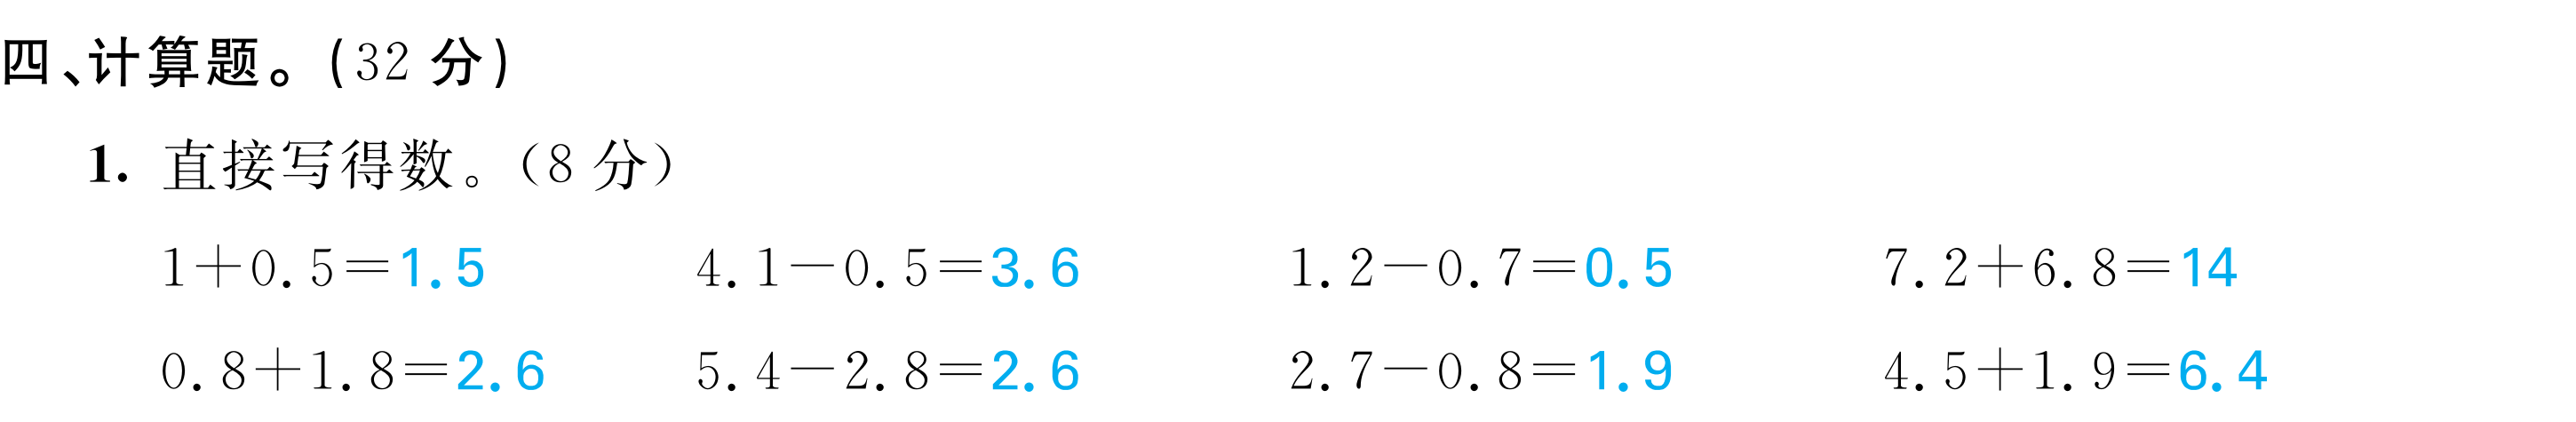 四、计算题。(32 分)
1. 直接写得数。(8 分)
1+0.5=1.5 4.1-0.5=3.6 1.2-0.7=0.5 7.2+6.8=14
0.8+1.8=2.6 5.4-2.8=2.6 2.7-0.8=1.9 4.5+1.9=6.4